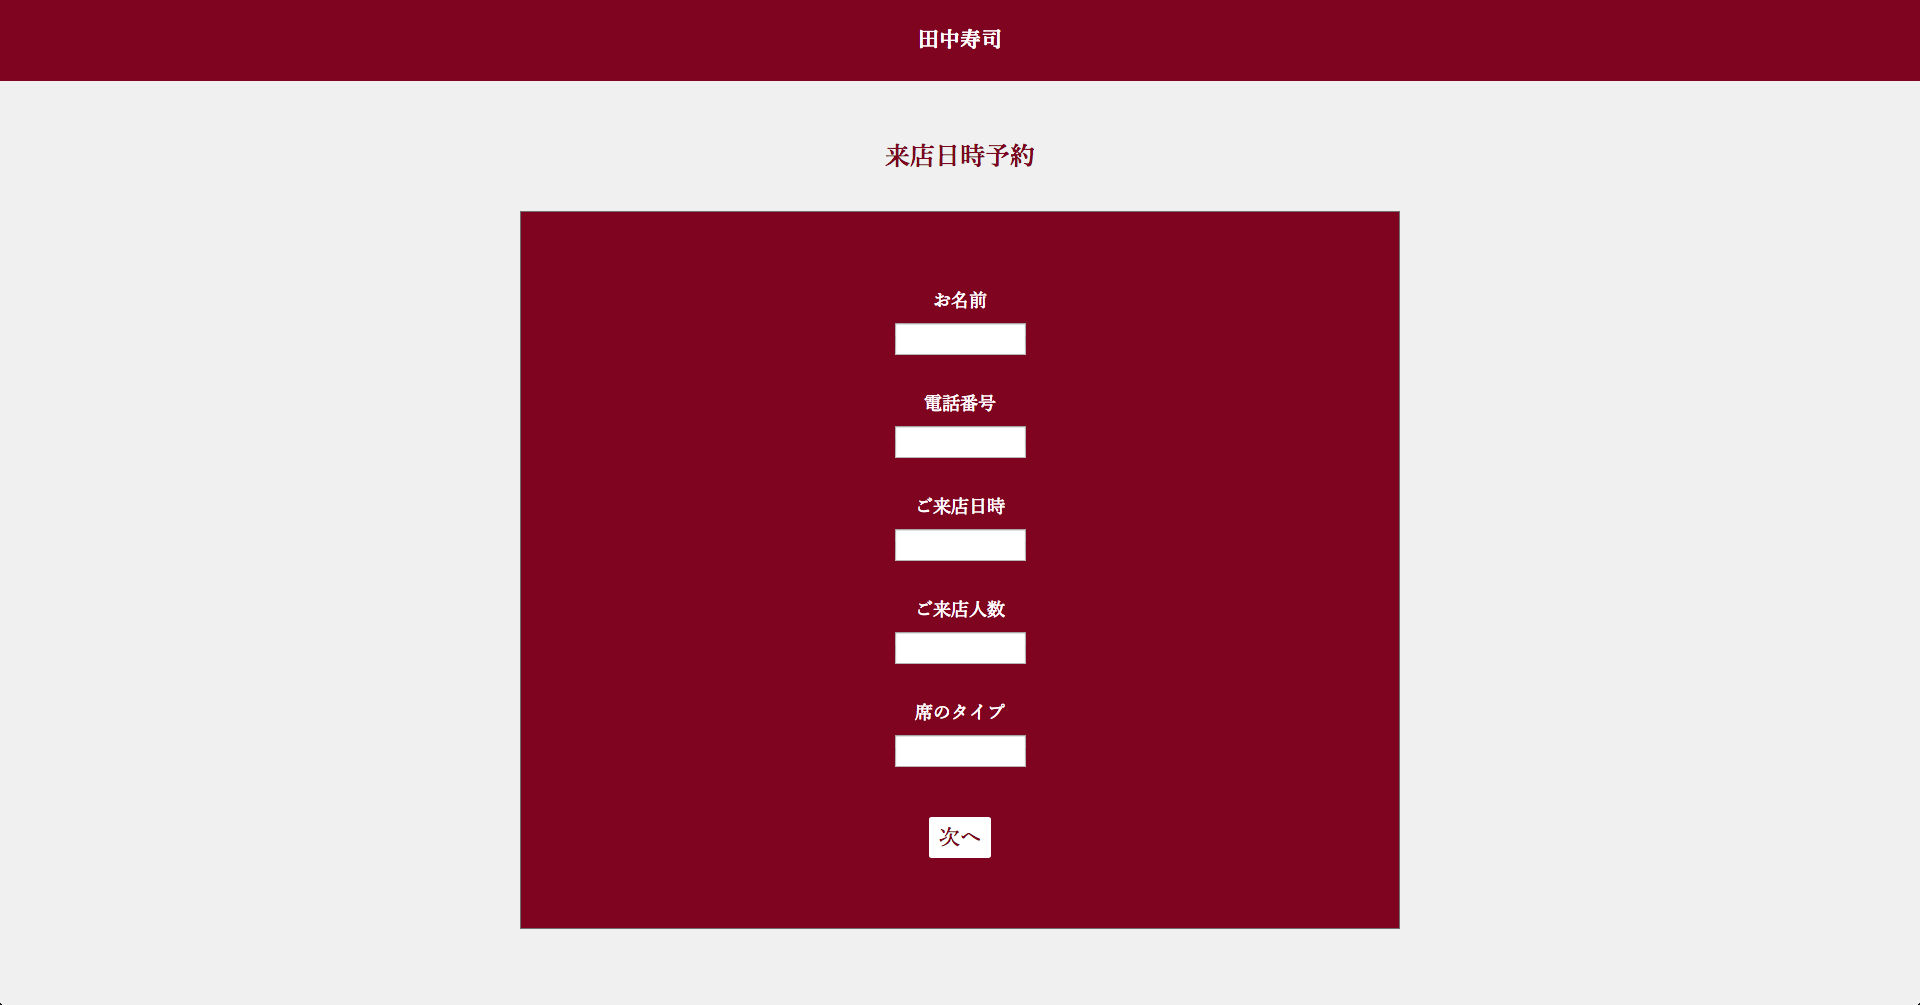 田中寿司
来店日時予約
お名前
電話番号
ご来店日時
ご来店人数
席のタイプ
次へ